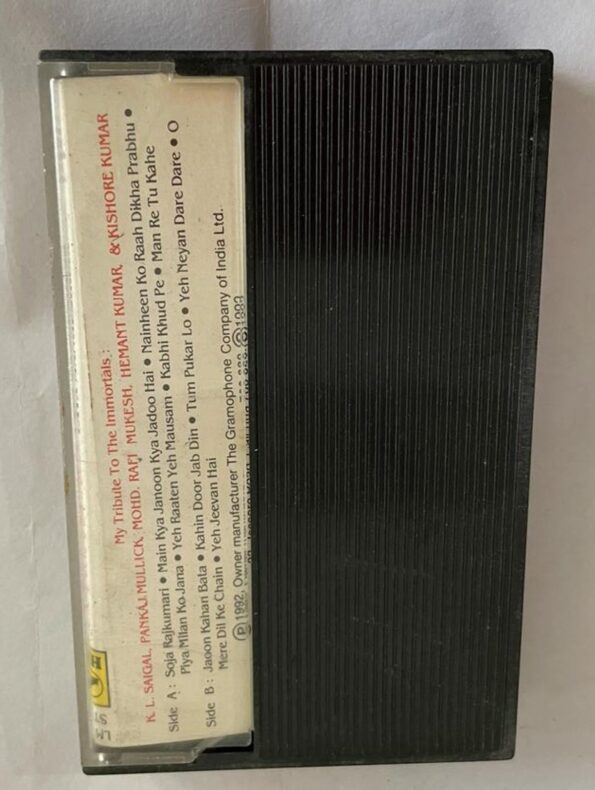 My Tribute To The Immortals :
K. L. SAIGAL, PANKAJ MULLICK, MOHD. RAFI MUKESH, HEMANT KUMAR, & KISHORE KUMAR
Side A : Soja Rajkumari ● Main Kya Janoon Kya Jadoo Hai ● Nainheen Ko Raah Dikha Prabhu ●
Piya Milan Ko Jana ● Yeh Raaten Yeh Mausam ● Kabhi Khud Pe ● Man Re Tu Kahe
Side B : Jaoon Kahan Bata ● Kahin Door Jab Din ● Tum Pukar Lo ● Yeh Neyan Dare Dare ● O
Mere Dil Ke Chain ● Yeh Jeevan Hai
Ⓟ 1992, Owner manufacturer The Gramophone Company of India Ltd.